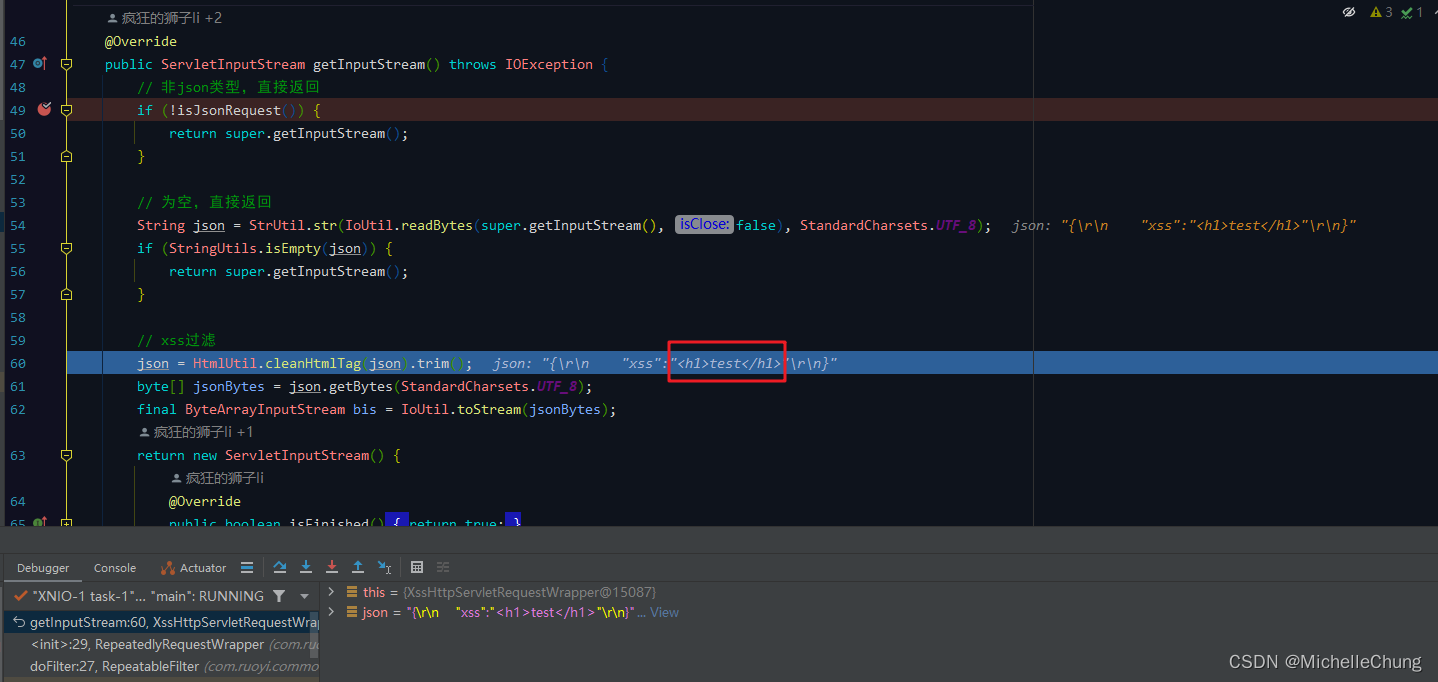 疯狂的狮子li +2
3 1
46 @Override
47 public ServletInputStream getInputStream() throws IOException {
48 // 非json类型，直接返回
49 if (!isJsonRequest()) {
50 return super.getInputStream();
51 }
52
53 // 为空，直接返回
54 String json = StrUtil.str(IoUtil.readBytes(super.getInputStream(), isClose: false), StandardCharsets.UTF_8); json: "{\r\n    "xss":"<h1>test</h1>"\r\n}"
55 if (StringUtils.isEmpty(json)) {
56 return super.getInputStream();
57 }
58
59 // xss过滤
60 json = HtmlUtil.cleanHtmlTag(json).trim(); json: "{\r\n    "xss":"<h1>test</h1>"\r\n}"
61 byte[] jsonBytes = json.getBytes(StandardCharsets.UTF_8);
62 final ByteArrayInputStream bis = IoUtil.toStream(jsonBytes);
疯狂的狮子li +1
63 return new ServletInputStream() {
疯狂的狮子li
64 @Override
65 public boolean isFinished() { return true; }
Debugger Console Actuator
"XNIO-1 task-1"... "main": RUNNING
getInputStream:60, XssHttpServletRequestWra
<init>:29, RepeatedlyRequestWrapper (com.ruo
doFilter:27, RepeatableFilter (com.ruoyi.commo
this = {XssHttpServletRequestWrapper@15087}
json = "{\r\n    "xss":"<h1>test</h1>"\r\n}"... View
CSDN @MichelleChung